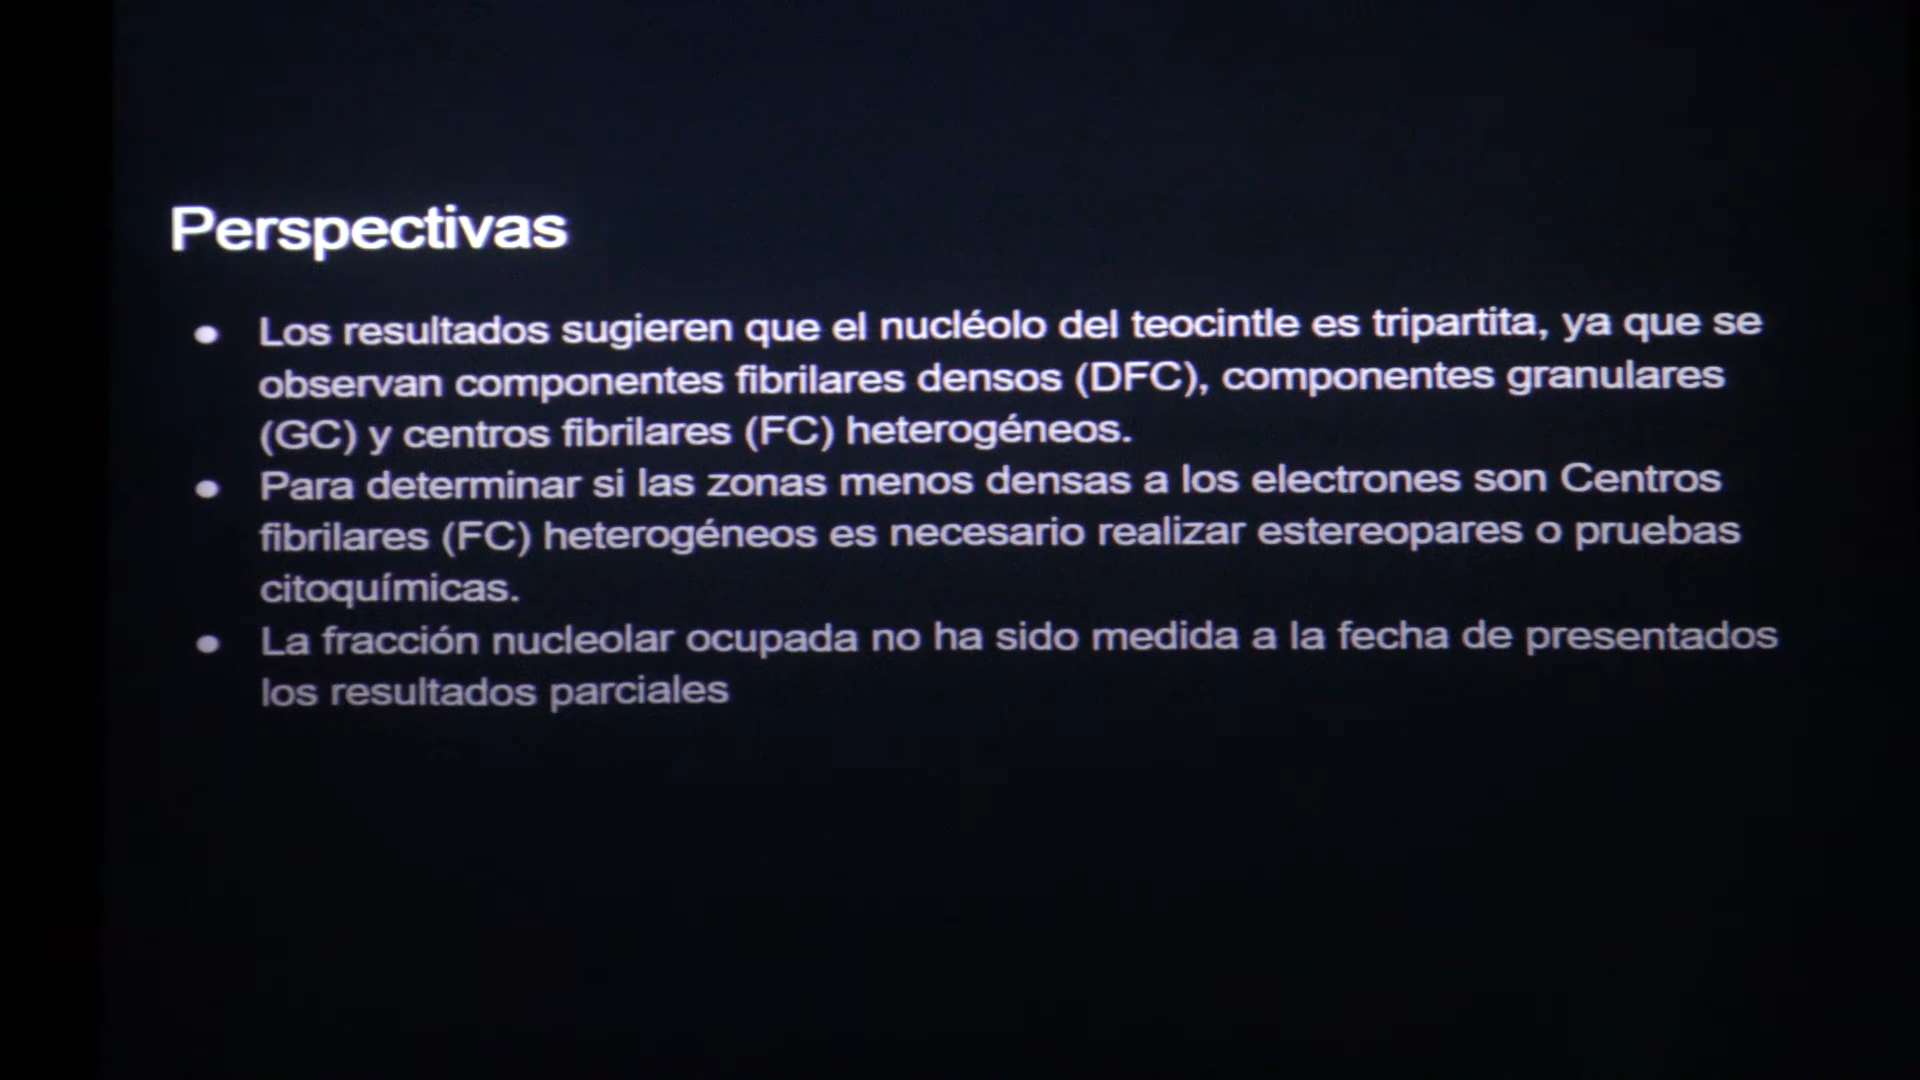 Perspectivas
● Los resultados sugieren que el nucléolo del teocintle es tripartita, ya que se
observan componentes fibrilares densos (DFC), componentes granulares
(GC) y centros fibrilares (FC) heterogéneos.
● Para determinar si las zonas menos densas a los electrones son Centros
fibrilares (FC) heterogéneos es necesario realizar estereopares o pruebas
citoquímicas.
● La fracción nucleolar ocupada no ha sido medida a la fecha de presentados
los resultados parciales